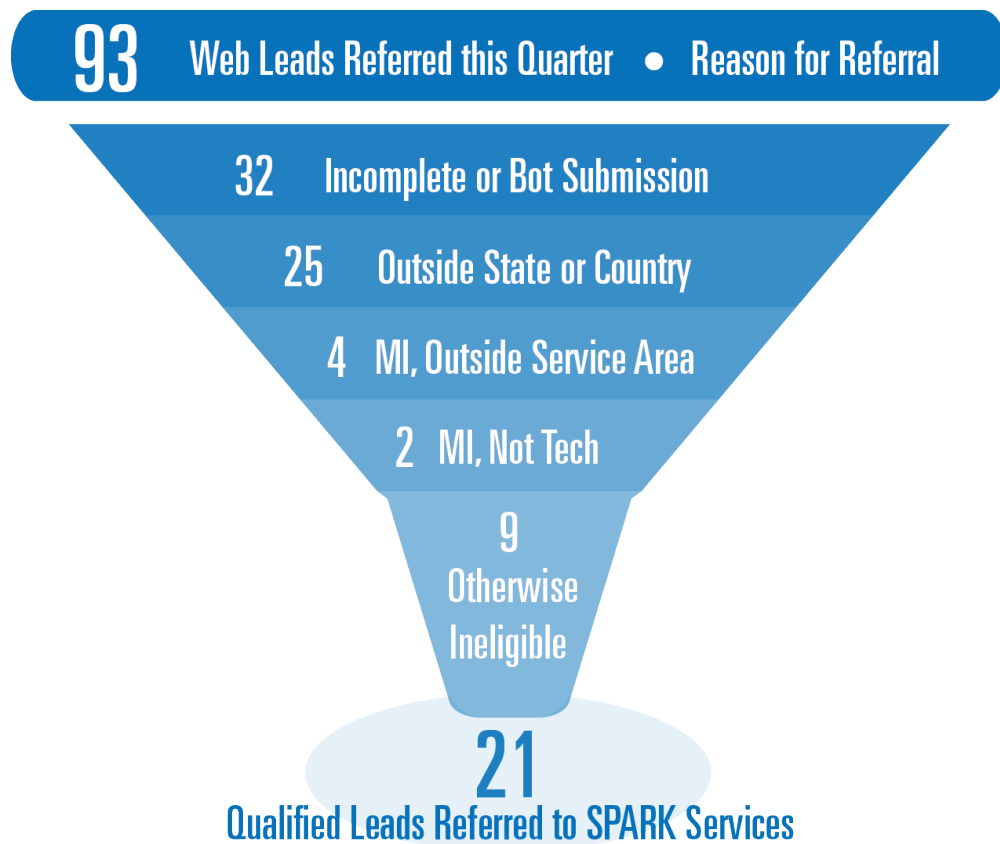 93 Web Leads Referred this Quarter • Reason for Referral
32 Incomplete or Bot Submission
25 Outside State or Country
4 MI, Outside Service Area
2 MI, Not Tech
9
Otherwise
Ineligible
21
Qualified Leads Referred to SPARK Services